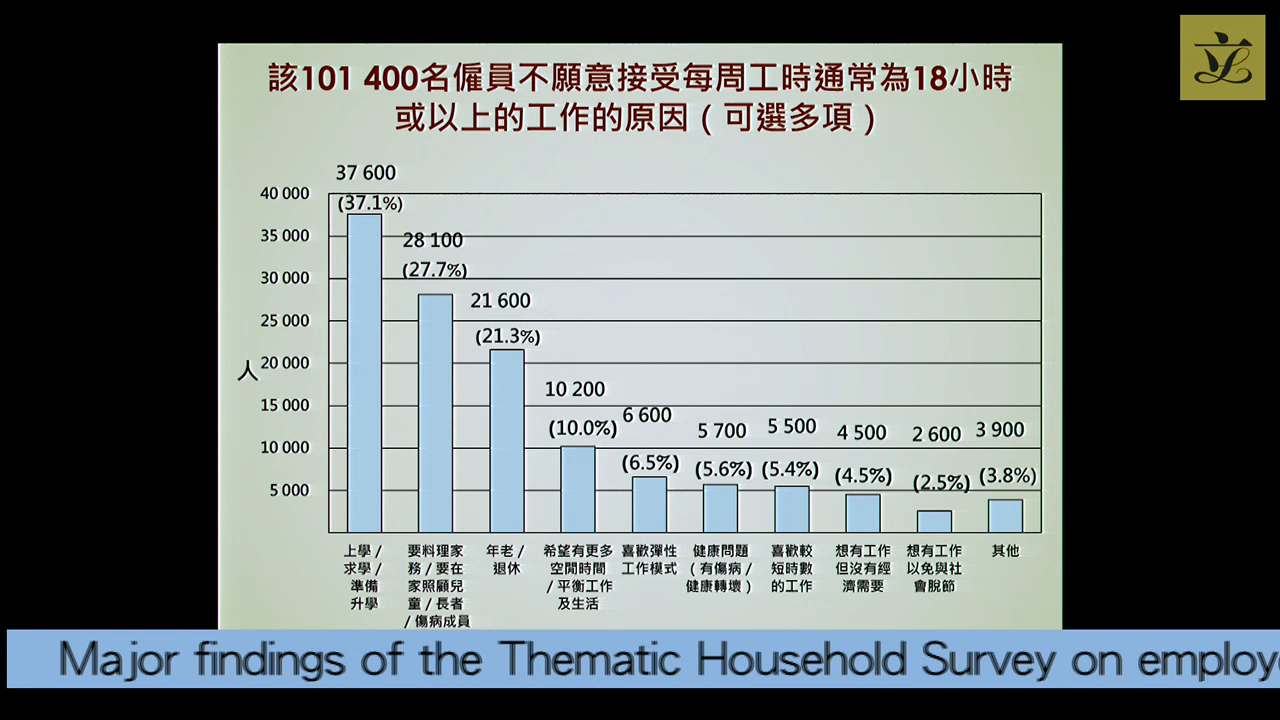 該101 400名僱員不願意接受每周工時通常為18小時
或以上的工作的原因（可選多項）
人
40 000
35 000
30 000
25 000
20 000
15 000
10 000
5 000
37 600
(37.1%)
28 100
(27.7%)
21 600
(21.3%)
10 200
(10.0%)
6 600
(6.5%)
5 700
(5.6%)
5 500
(5.4%)
4 500
(4.5%)
2 600
(2.5%)
3 900
(3.8%)
上學/
求學/
準備
升學
要料理家
務/要在
家照顧兒
童/長者
/傷病成員
年老/
退休
希望有更多
空閒時間
/平衡工作
及生活
喜歡彈性
工作模式
健康問題
（有傷病/
健康轉壞）
喜歡較
短時數
的工作
想有工作
但沒有經
濟需要
想有工作
以免與社
會脫節
其他
Major findings of the Thematic Household Survey on employ